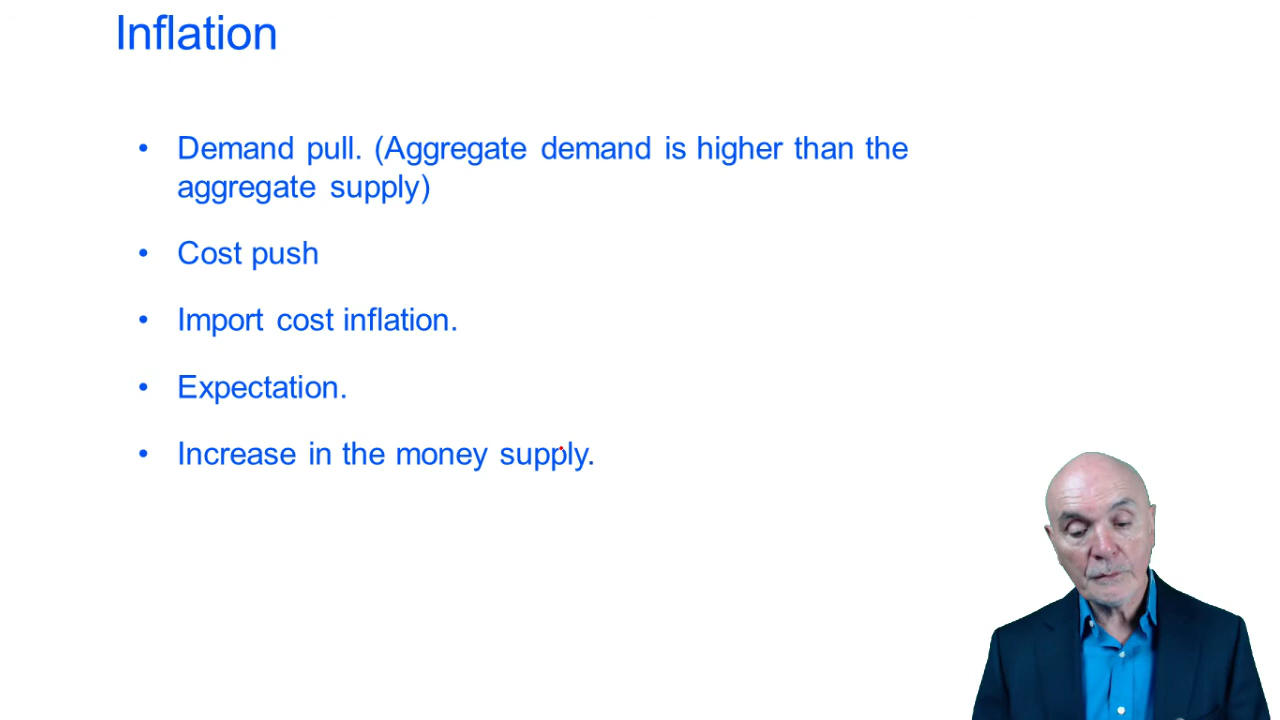 Inflation
• Demand pull. (Aggregate demand is higher than the
aggregate supply)
• Cost push
• Import cost inflation.
• Expectation.
• Increase in the money supply.